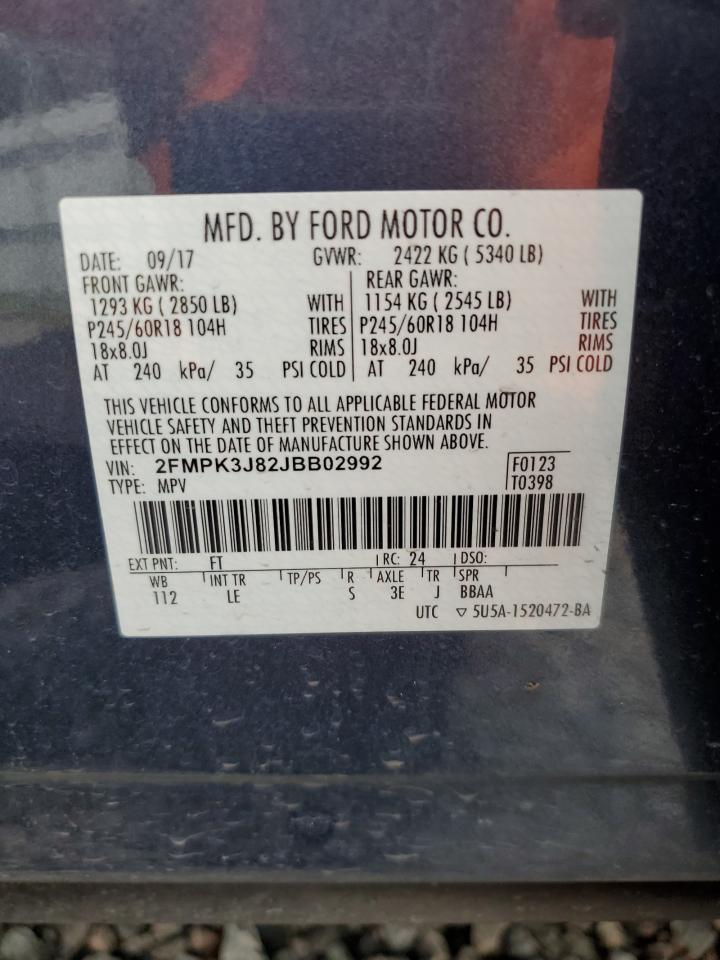 MFD. BY FORD MOTOR CO.
DATE: 09/17 GVWR: 2422 KG ( 5340 LB)
FRONT GAWR: REAR GAWR:
1293 KG ( 2850 LB) WITH 1154 KG ( 2545 LB) WITH
P245/60R18 104H TIRES P245/60R18 104H TIRES
18x8.0J RIMS 18x8.0J RIMS
AT 240 kPa/ 35 PSI COLD AT 240 kPa/ 35 PSI COLD
THIS VEHICLE CONFORMS TO ALL APPLICABLE FEDERAL MOTOR
VEHICLE SAFETY AND THEFT PREVENTION STANDARDS IN
EFFECT ON THE DATE OF MANUFACTURE SHOWN ABOVE.
VIN: 2FMPK3J82JBB02992 F0123
TYPE: MPV T0398
EXT PNT: FT RC: 24 DSO:
WB INT TR TP/PS R AXLE TR SPR
112 LE S 3E J BBAA
UTC ▽ 5U5A-1520472-BA